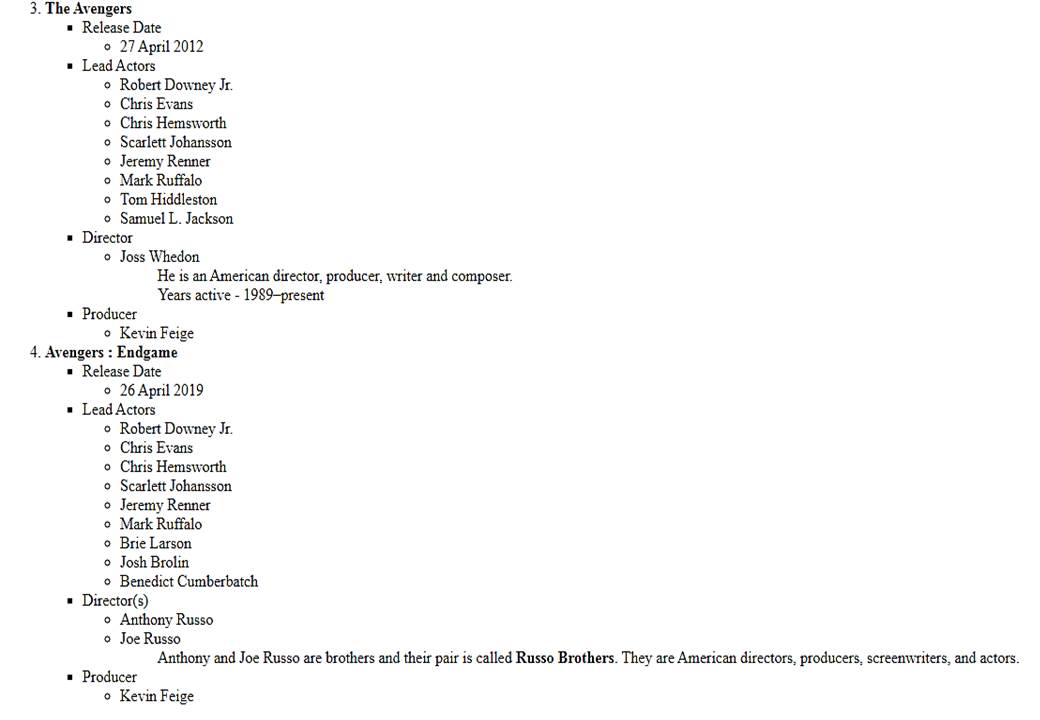 3. The Avengers
▪ Release Date
○ 27 April 2012
▪ Lead Actors
○ Robert Downey Jr.
○ Chris Evans
○ Chris Hemsworth
○ Scarlett Johansson
○ Jeremy Renner
○ Mark Ruffalo
○ Tom Hiddleston
○ Samuel L. Jackson
▪ Director
○ Joss Whedon
He is an American director, producer, writer and composer.
Years active - 1989–present
▪ Producer
○ Kevin Feige
4. Avengers : Endgame
▪ Release Date
○ 26 April 2019
▪ Lead Actors
○ Robert Downey Jr.
○ Chris Evans
○ Chris Hemsworth
○ Scarlett Johansson
○ Jeremy Renner
○ Mark Ruffalo
○ Brie Larson
○ Josh Brolin
○ Benedict Cumberbatch
▪ Director(s)
○ Anthony Russo
○ Joe Russo
Anthony and Joe Russo are brothers and their pair is called Russo Brothers. They are American directors, producers, screenwriters, and actors.
▪ Producer
○ Kevin Feige